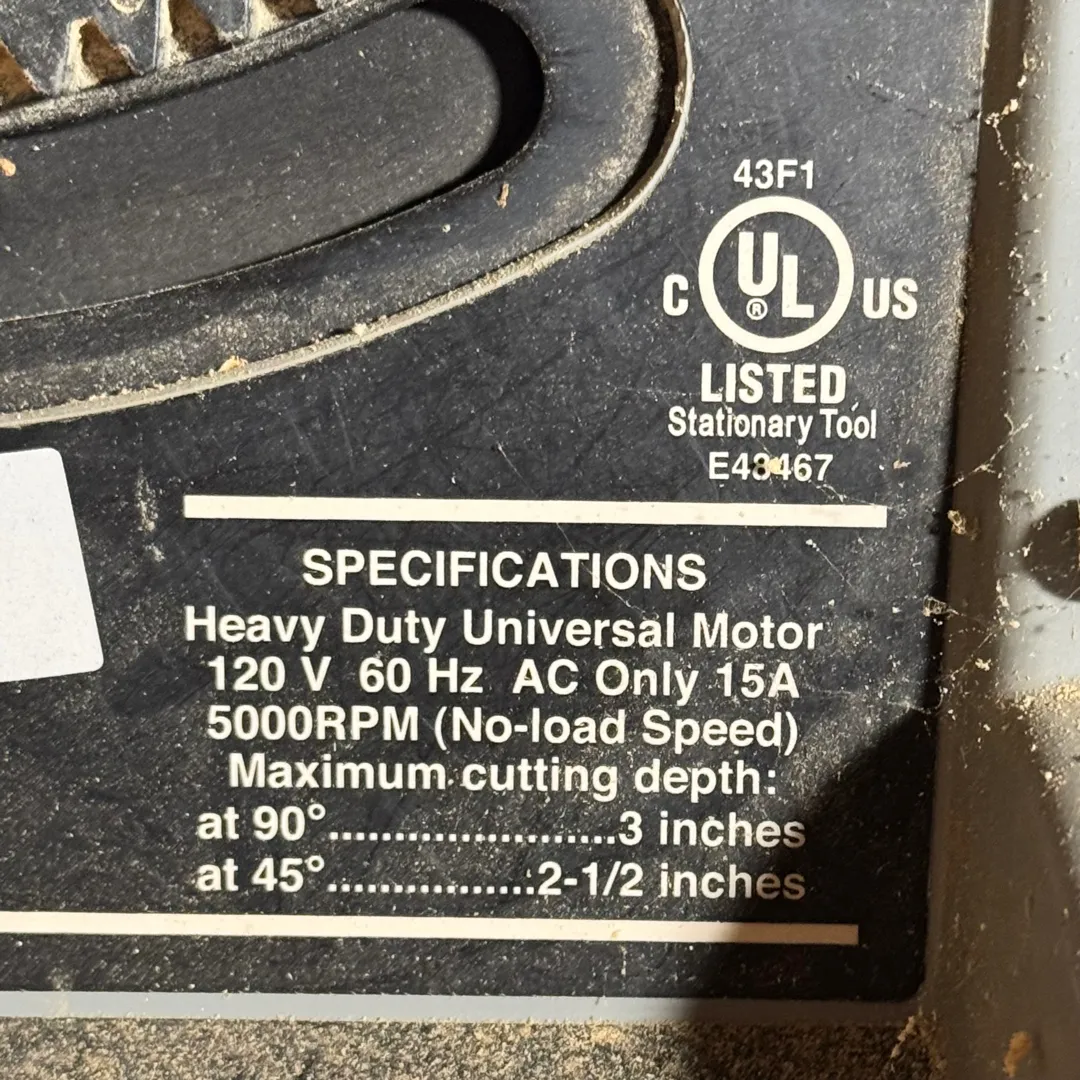 43F1
C UL® US
LISTED
Stationary Tool
E48467
SPECIFICATIONS
Heavy Duty Universal Motor
120 V 60 Hz AC Only 15A
5000RPM (No-load Speed)
Maximum cutting depth:
at 90°......................3 inches
at 45°................2-1/2 inches